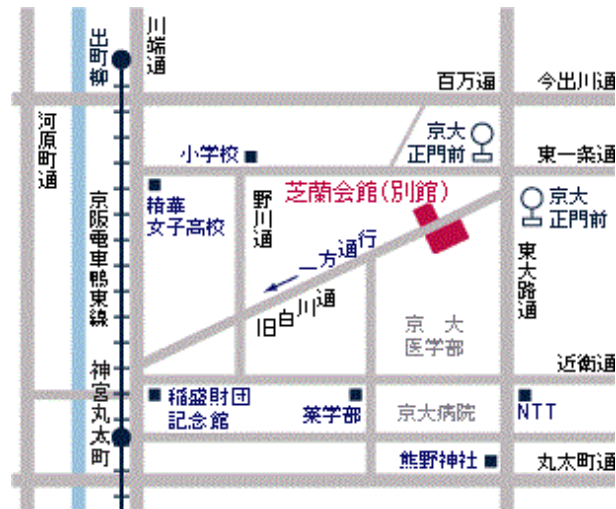 出町柳
川端通
百万遍
今出川通
河原町通
小学校
京大
正門前
東一条通
精華
女子高校
野川通
芝蘭会館(別館)
京大
正門前
京阪電車鴨東線
一方通行
旧白川通
東大路通
京大
医学部
近衛通
神宮丸太町
稲盛財団
記念館
薬学部
京大病院
NTT
熊野神社
丸太町通